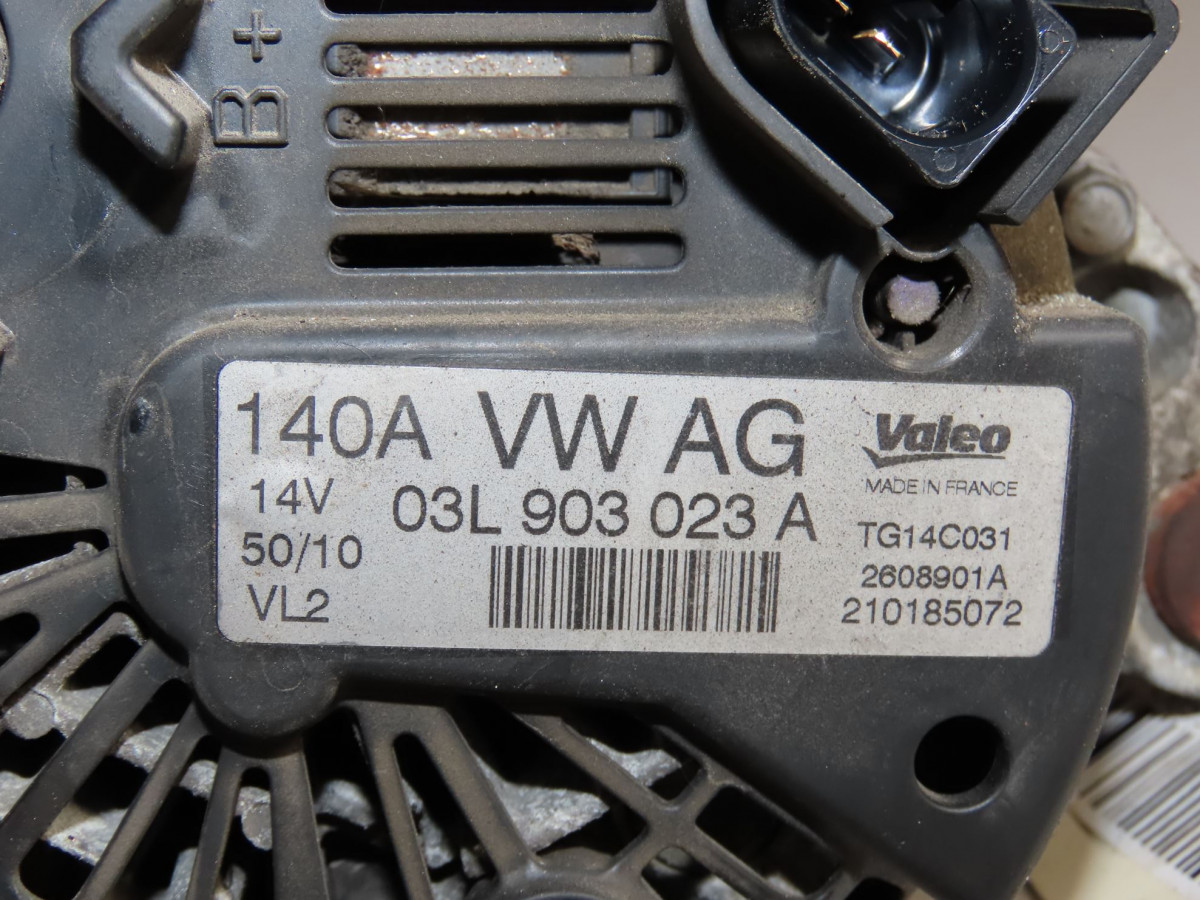 B+
140A VW AG
14V
03L 903 023 A
50/10
VL2
Valeo
MADE IN FRANCE
TG14C031
2608901A
210185072